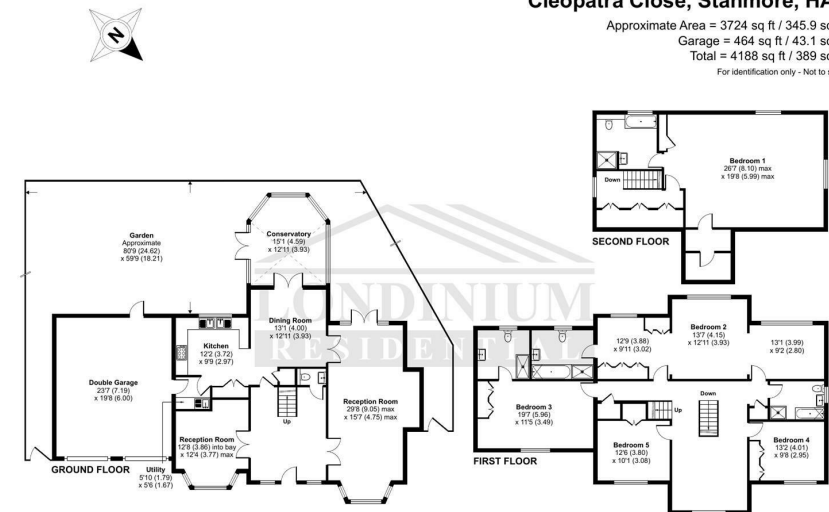 Cleopatra Close, Stanmore, HA
Approximate Area = 3724 sq ft / 345.9 sq
Garage = 464 sq ft / 43.1 sq
Total = 4188 sq ft / 389 sq
For identification only - Not to s
N
Bedroom 1
26'7 (8.10) max
x 19'8 (5.99) max
Down
SECOND FLOOR
Garden
Approximate
80'9 (24.62)
x 59'9 (18.21)
Conservatory
15'1 (4.59)
x 12'11 (3.93)
LONDINIUM
RESIDENTIAL
Dining Room
13'1 (4.00)
x 12'11 (3.93)
Kitchen
12'2 (3.72)
x 9'9 (2.97)
Double Garage
23'7 (7.19)
x 19'8 (6.00)
Reception Room
29'8 (9.05) max
x 15'7 (4.75) max
Up
Reception Room
12'8 (3.86) into bay
x 12'4 (3.77) max
GROUND FLOOR
Utility
5'10 (1.79)
x 5'6 (1.67)
12'9 (3.88)
x 9'11 (3.02)
Bedroom 2
13'7 (4.15)
x 12'11 (3.93)
13'1 (3.99)
x 9'2 (2.80)
Bedroom 3
19'7 (5.96)
x 11'5 (3.49)
Down
Up
Bedroom 5
12'6 (3.80)
x 10'1 (3.08)
Bedroom 4
13'2 (4.01)
x 9'8 (2.95)
FIRST FLOOR